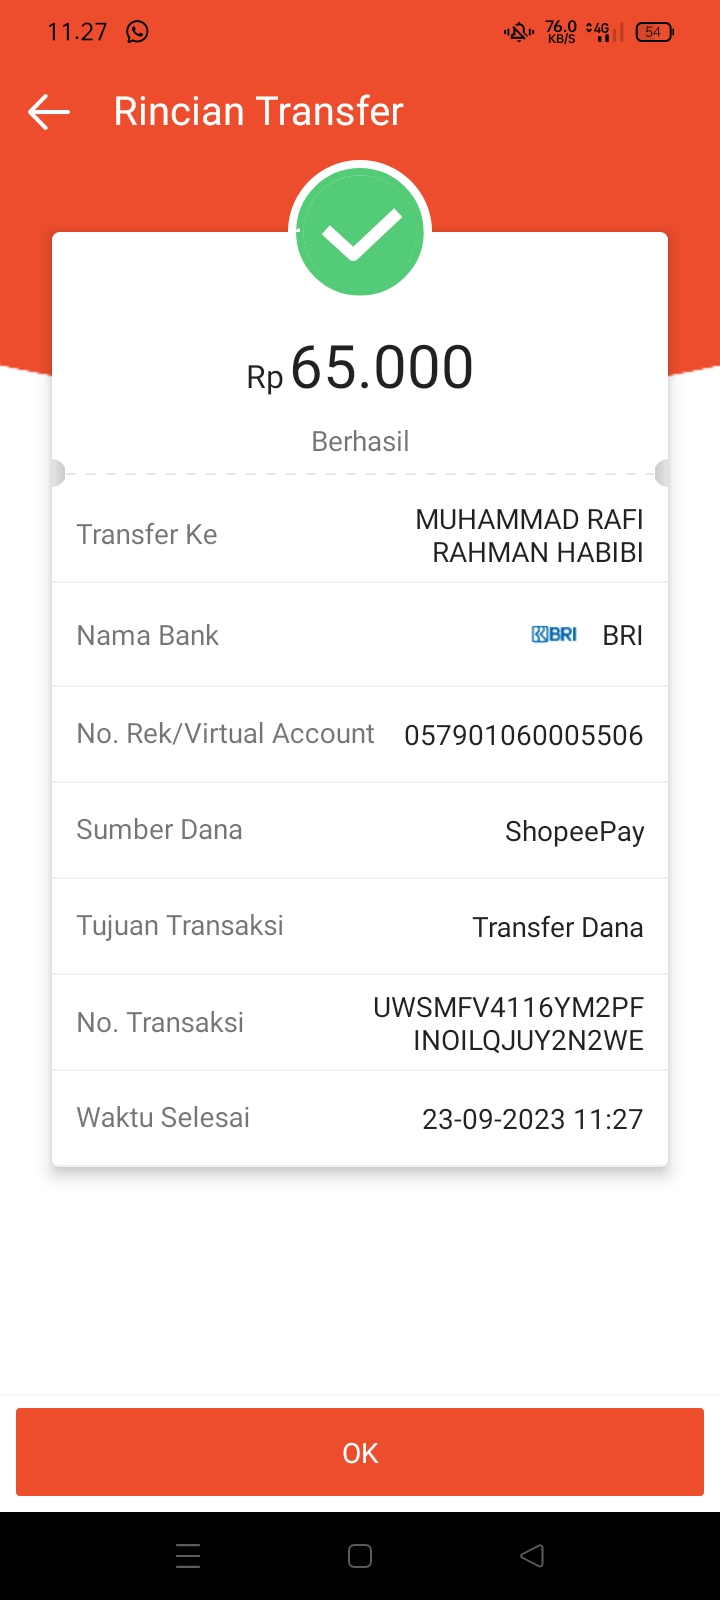 11.27
76.0
KB/S
4G
54
Rincian Transfer
Rp 65.000
Berhasil
Transfer Ke
MUHAMMAD RAFI
RAHMAN HABIBI
Nama Bank
BRI BRI
No. Rek/Virtual Account 057901060005506
Sumber Dana ShopeePay
Tujuan Transaksi Transfer Dana
No. Transaksi
UWSMFV4116YM2PF
INOILQJUY2N2WE
Waktu Selesai 23-09-2023 11:27
OK